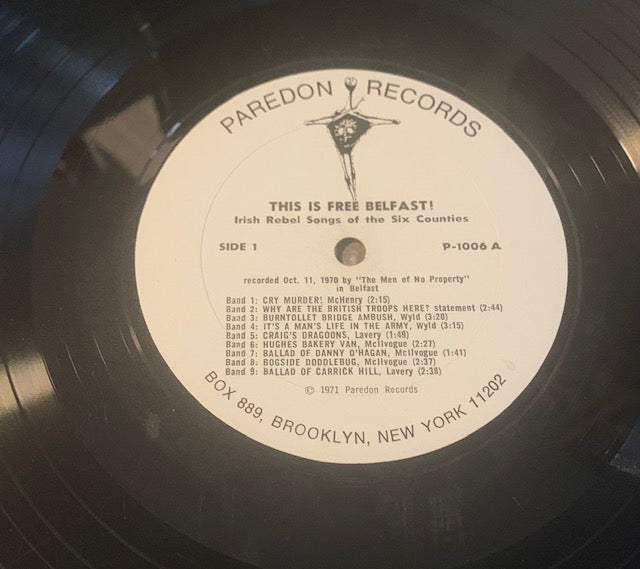 PAREDON RECORDS
THIS IS FREE BELFAST!
Irish Rebel Songs of the Six Counties
SIDE 1 P-1006 A
recorded Oct. 11, 1970 by "The Men of No Property"
in Belfast
Band 1: CRY MURDER! McHenry (2:15)
Band 2: WHY ARE THE BRITISH TROOPS HERE? statement (2:44)
Band 3: BURNTOLLET BRIDGE AMBUSH, Wyld (3:20)
Band 4: IT'S A MAN'S LIFE IN THE ARMY, Wyld (3:15)
Band 5: CRAIG'S DRAGOONS, Lavery (1:49)
Band 6: HUGHES BAKERY VAN, McIlvogue (2:27)
Band 7: BALLAD OF DANNY O'HAGAN, McIlvogue (1:41)
Band 8: BOGSIDE DOODLEBUG, McIlvogue (2:37)
Band 9: BALLAD OF CARRICK HILL, Lavery (2:38)
© 1971 Paredon Records
BOX 889, BROOKLYN, NEW YORK 11202